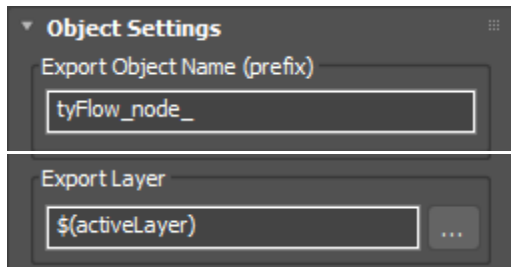 Object Settings
Export Object Name (prefix)
tyFlow_node_
Export Layer
$(activeLayer)
...